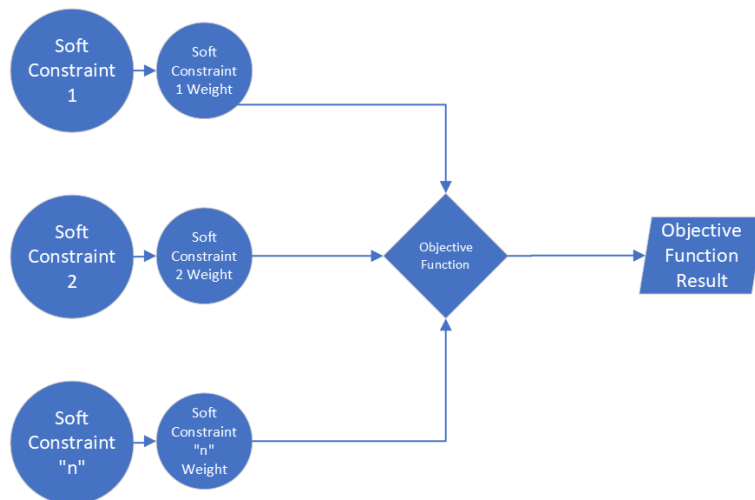 Soft
Constraint
1
Soft
Constraint
1 Weight
Soft
Constraint
2
Soft
Constraint
2 Weight
Objective
Function
Objective
Function
Result
Soft
Constraint
"n"
Soft
Constraint
"n"
Weight